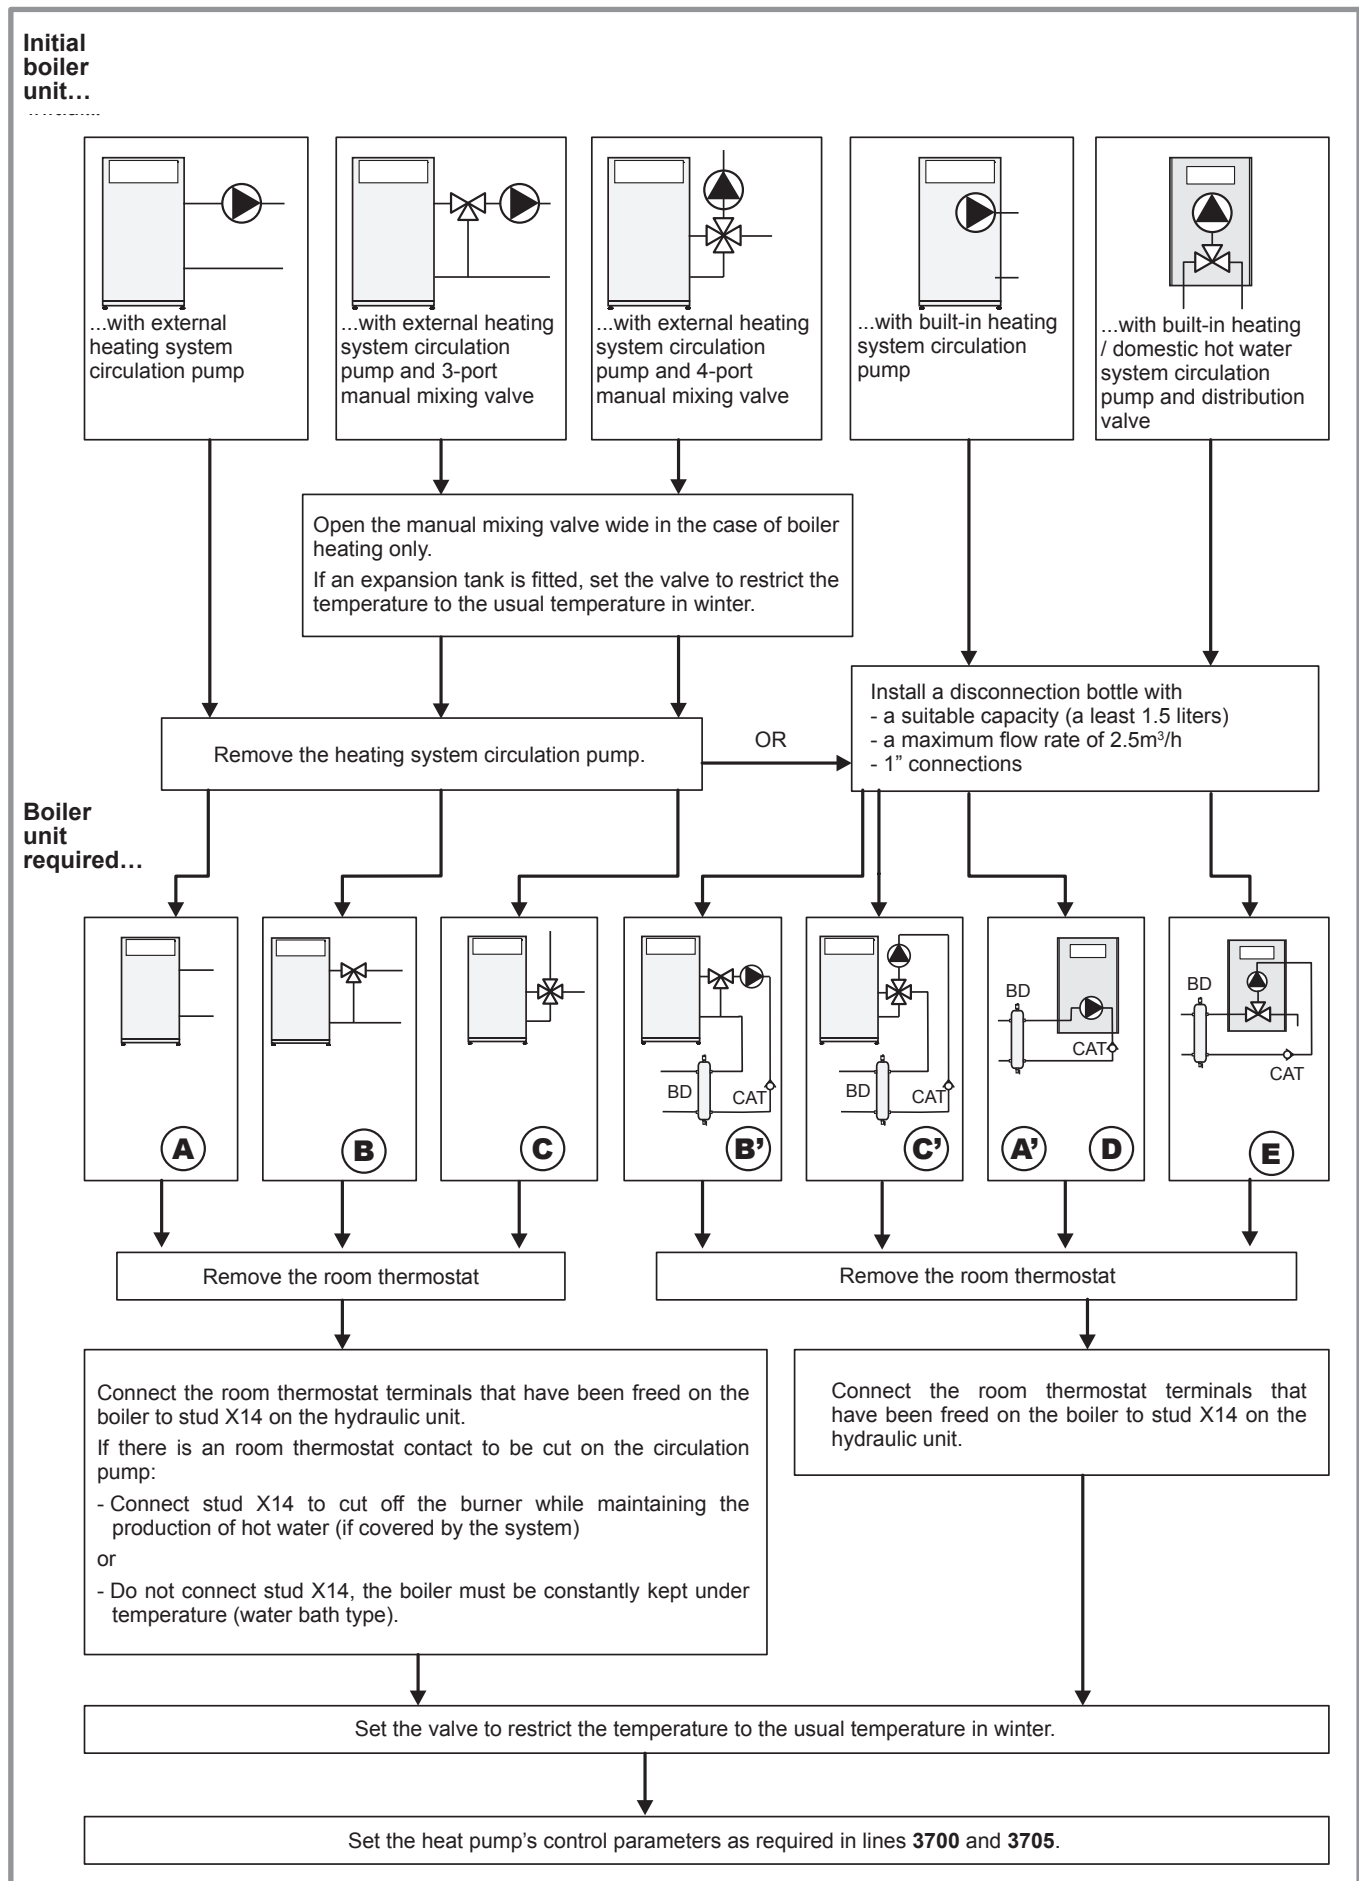 Initial
boiler
unit…
...with external
heating system
circulation pump
...with external heating
system circulation
pump and 3-port
manual mixing valve
...with external heating
system circulation
pump and 4-port
manual mixing valve
...with built-in heating
system circulation
pump
...with built-in heating
/ domestic hot water
system circulation
pump and distribution
valve
Open the manual mixing valve wide in the case of boiler
heating only.
If an expansion tank is fitted, set the valve to restrict the
temperature to the usual temperature in winter.
Remove the heating system circulation pump.
OR
Install a disconnection bottle with
- a suitable capacity (a least 1.5 liters)
- a maximum flow rate of 2.5m³/h
- 1” connections
Boiler
unit
required…
A
B
C
BD
CAT
B’
BD
CAT
C’
BD
CAT
A’
D
BD
CAT
E
Remove the room thermostat
Remove the room thermostat
Connect the room thermostat terminals that have been freed on the
boiler to stud X14 on the hydraulic unit.
If there is an room thermostat contact to be cut on the circulation
pump:
- Connect stud X14 to cut off the burner while maintaining the
production of hot water (if covered by the system)
or
- Do not connect stud X14, the boiler must be constantly kept under
temperature (water bath type).
Connect the room thermostat terminals that
have been freed on the boiler to stud X14 on the
hydraulic unit.
Set the valve to restrict the temperature to the usual temperature in winter.
Set the heat pump’s control parameters as required in lines 3700 and 3705.